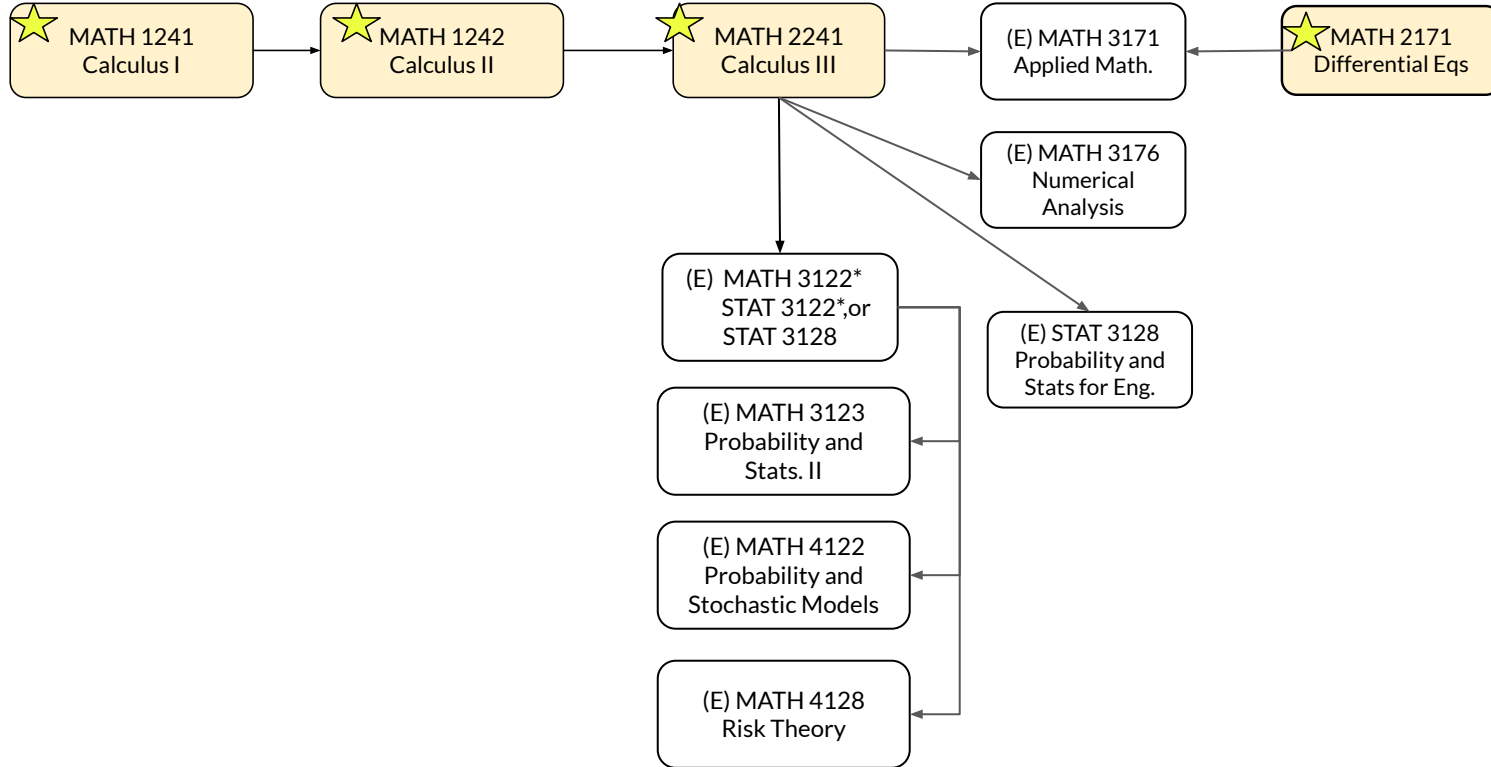 MATH 1241
Calculus I
MATH 1242
Calculus II
MATH 2241
Calculus III
(E) MATH 3171
Applied Math.
MATH 2171
Differential Eqs
(E) MATH 3176
Numerical
Analysis
(E) MATH 3122*
STAT 3122*,or
STAT 3128
(E) STAT 3128
Probability and
Stats for Eng.
(E) MATH 3123
Probability and
Stats. II
(E) MATH 4122
Probability and
Stochastic Models
(E) MATH 4128
Risk Theory